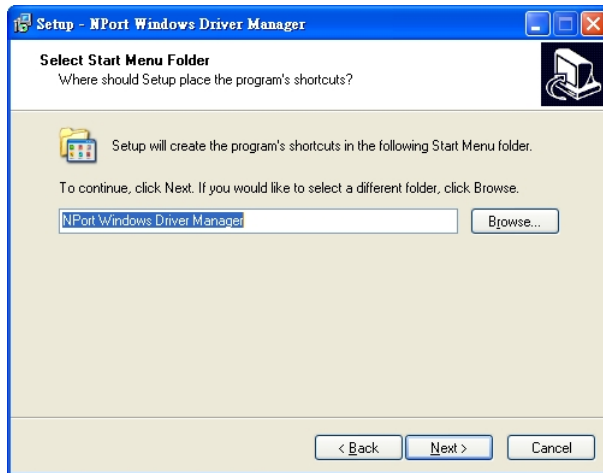 Setup - NPort Windows Driver Manager
Select Start Menu Folder
Where should Setup place the program's shortcuts?
Setup will create the program's shortcuts in the following Start Menu folder.
To continue, click Next. If you would like to select a different folder, click Browse.
NPort Windows Driver Manager
Browse...
< Back
Next >
Cancel